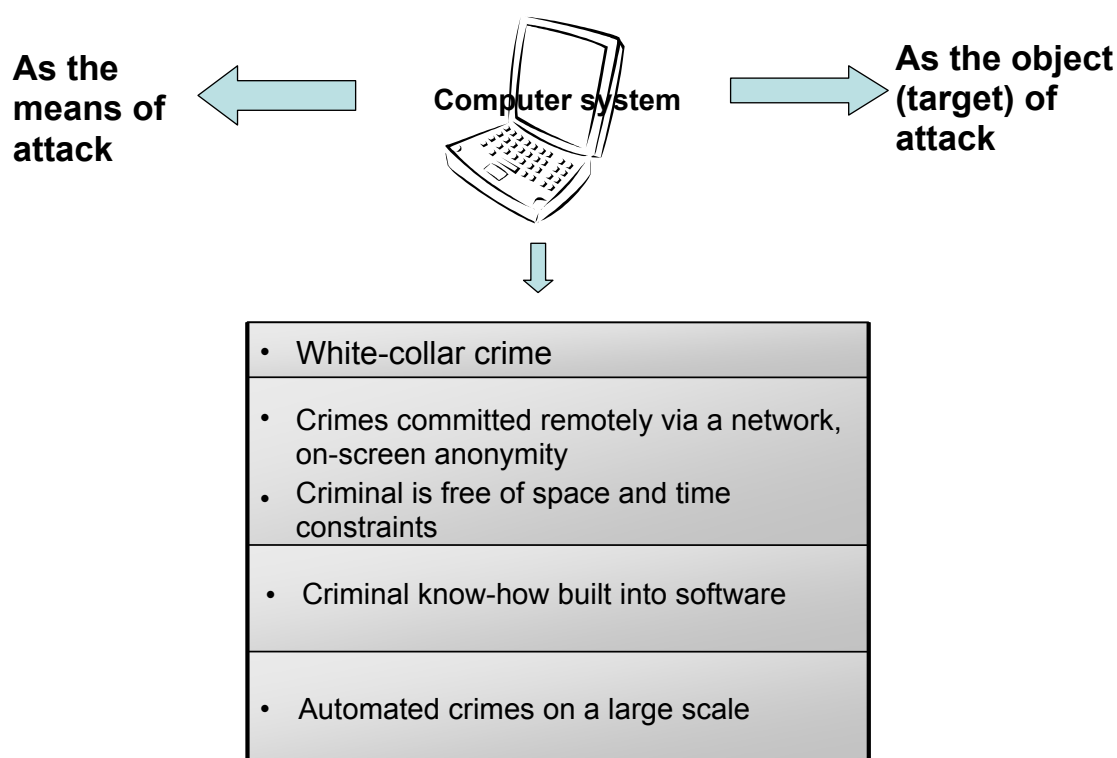 As the
means of
attack
Computer system
As the object
(target) of
attack
• White-collar crime
• Crimes committed remotely via a network,
on-screen anonymity
• Criminal is free of space and time
constraints
• Criminal know-how built into software
• Automated crimes on a large scale